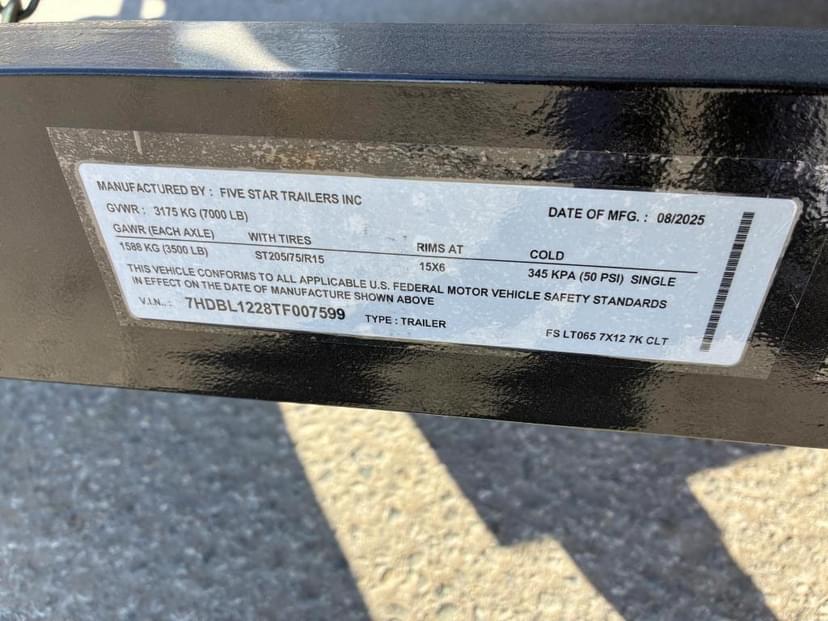 MANUFACTURED BY : FIVE STAR TRAILERS INC
GVWR : 3175 KG (7000 LB) DATE OF MFG. : 08/2025
GAWR (EACH AXLE) WITH TIRES RIMS AT COLD
1588 KG (3500 LB) ST205/75/R15 15X6 345 KPA (50 PSI) SINGLE
THIS VEHICLE CONFORMS TO ALL APPLICABLE U.S. FEDERAL MOTOR VEHICLE SAFETY STANDARDS
IN EFFECT ON THE DATE OF MANUFACTURE SHOWN ABOVE
V.I.N.. : 7HDBL1228TF007599 TYPE : TRAILER FS LT065 7X12 7K CLT